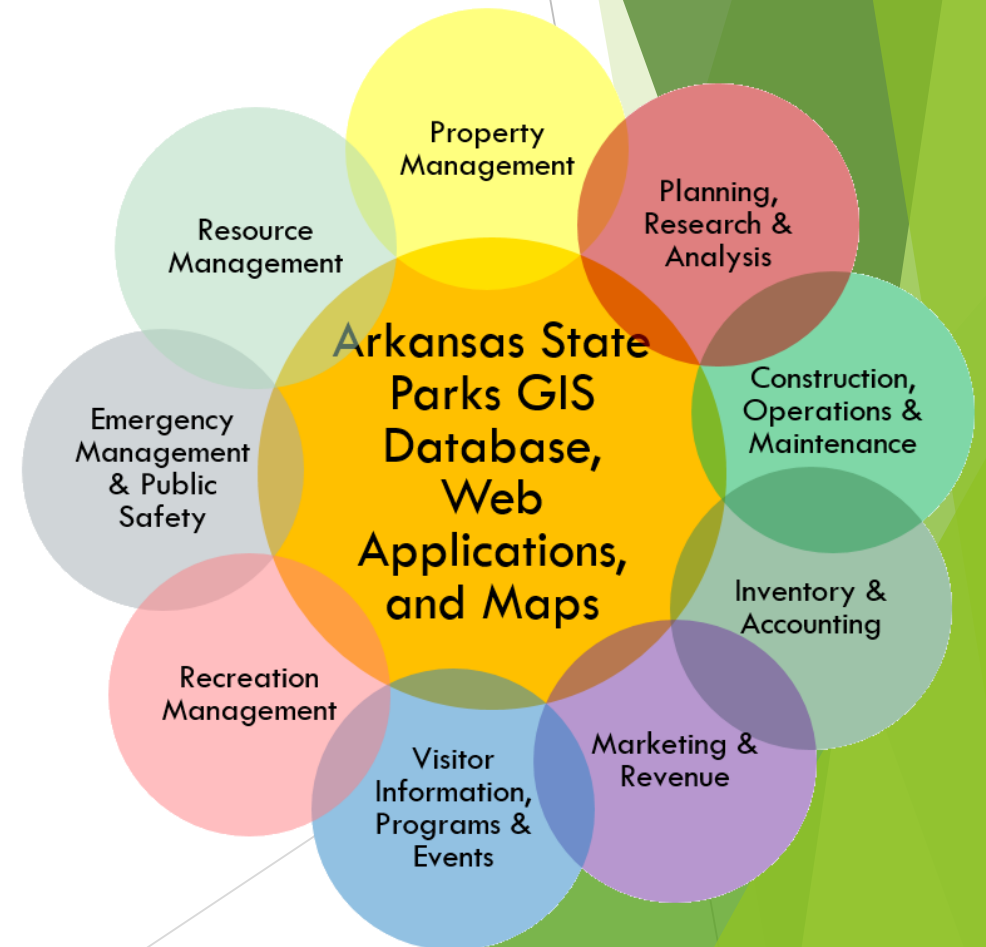 Property
Management
Planning,
Research &
Analysis
Construction,
Operations &
Maintenance
Inventory &
Accounting
Marketing &
Revenue
Visitor
Information,
Programs &
Events
Recreation
Management
Emergency
Management
& Public
Safety
Resource
Management
Arkansas State
Parks GIS
Database,
Web
Applications,
and Maps